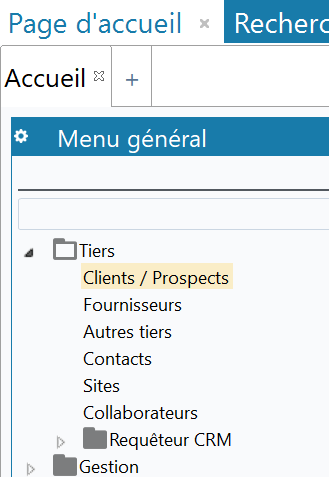 Page d'accueil × Recherc
Accueil +
Menu général
Tiers
Clients / Prospects
Fournisseurs
Autres tiers
Contacts
Sites
Collaborateurs
Requêteur CRM
Gestion